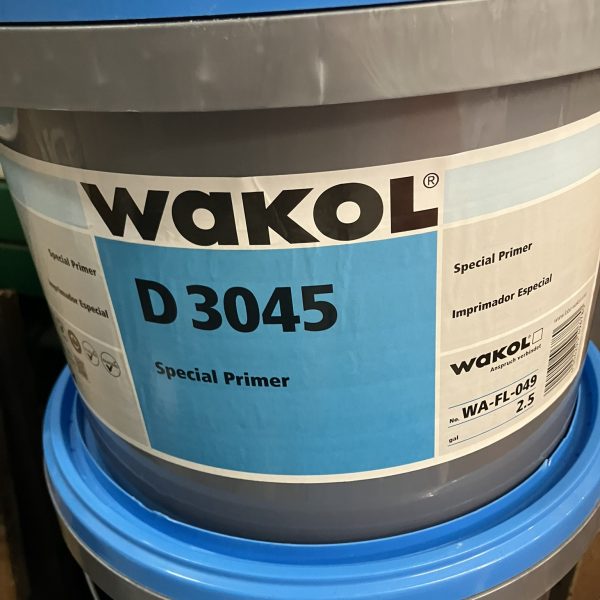 WAKOL®
D 3045
Special Primer
Special Primer
Imprimador Especial
Special Primer
Imprimador Especial
WAKOL
Anspruch verbindet
No. WA-FL-049
gal 2.5